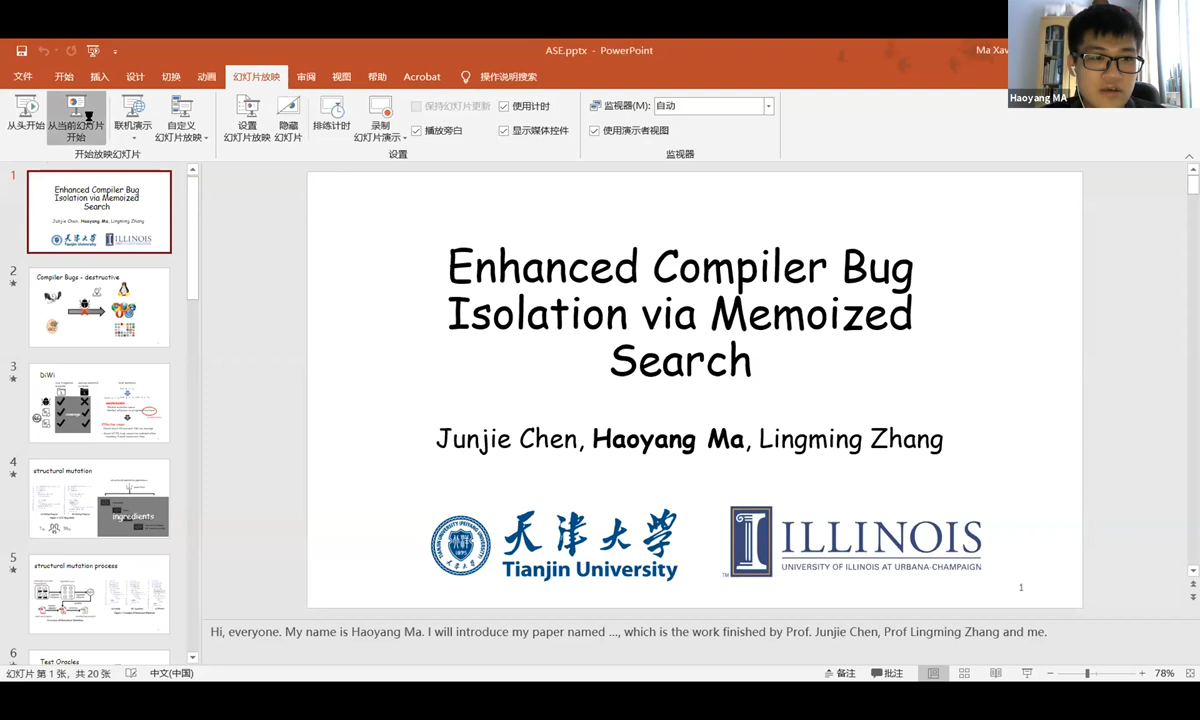 ASE.pptx - PowerPoint
Ma Xav
Haoyang MA
文件 开始 插入 设计 切换 动画 幻灯片放映 审阅 视图 帮助 Acrobat 操作说明搜索
从头开始
从当前幻灯片
开始
联机演示
自定义
幻灯片放映
开始放映幻灯片
设置
幻灯片放映
隐藏
幻灯片
排练计时
录制
幻灯片演示
保持幻灯片更新
使用计时
播放旁白
显示媒体控件
设置
监视器(M): 自动
使用演示者视图
监视器
1
Enhanced Compiler Bug
Isolation via Memoized
Search
Junjie Chen, Haoyang Ma, Lingming Zhang
天津大学
Tianjin University
ILLINOIS
2
Compiler Bugs - destructive
3
DiWi
coverage
4
structural mutation
ingredients
5
structural mutation process
6
Test Oracles
Enhanced Compiler Bug
Isolation via Memoized
Search
Junjie Chen, Haoyang Ma, Lingming Zhang
天津大学
Tianjin University
1895
I ILLINOIS
UNIVERSITY OF ILLINOIS AT URBANA-CHAMPAIGN
TM
1
Hi, everyone. My name is Haoyang Ma. I will introduce my paper named ..., which is the work finished by Prof. Junjie Chen, Prof Lingming Zhang and me.
幻灯片 第 1 张，共 20 张 中文(中国)
备注 批注 78%